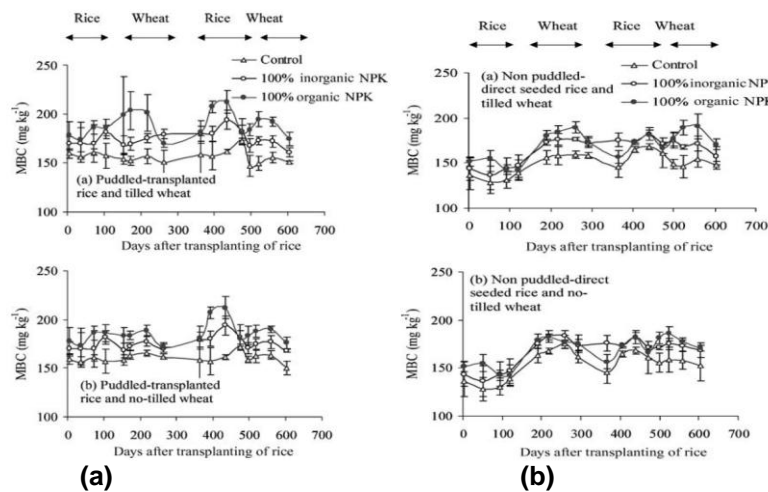 Rice Wheat Rice Wheat
Control
100% inorganic NPK
100% organic NPK
MBC (mg kg-1)
250
200
150
100
(a) Puddled-transplanted
rice and tilled wheat
0 100 200 300 400 500 600 700
Days after transplanting of rice
MBC (mg kg-1)
250
200
150
100
(b) Puddled-transplanted
rice and no-tilled wheat
0 100 200 300 400 500 600 700
Days after transplanting of rice
(a)
Rice Wheat Rice Wheat
Control
100% inorganic NPK
100% organic NPK
(a) Non puddled-
direct seeded rice and
tilled wheat
MBC (mg kg-1)
250
200
150
100
0 100 200 300 400 500 600 700
Days after transplanting of rice
(b) Non puddled-direct
seeded rice and no-
tilled wheat
MBC (mg kg-1)
250
200
150
100
0 100 200 300 400 500 600 700
Days after transplanting of rice
(b)